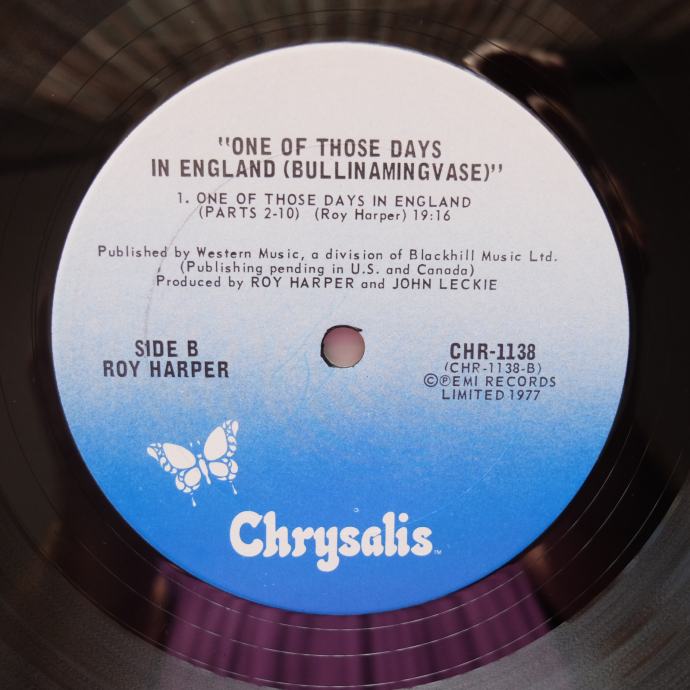 "ONE OF THOSE DAYS
IN ENGLAND (BULLINAMINGVASE)"
1. ONE OF THOSE DAYS IN ENGLAND
(PARTS 2-10) (Roy Harper) 19:16
Published by Western Music, a division of Blackhill Music Ltd.
(Publishing pending in U.S. and Canada)
Produced by ROY HARPER and JOHN LECKIE
SIDE B
ROY HARPER
CHR-1138
(CHR-1138-B)
©℗EMI RECORDS
LIMITED 1977
Chrysalis™